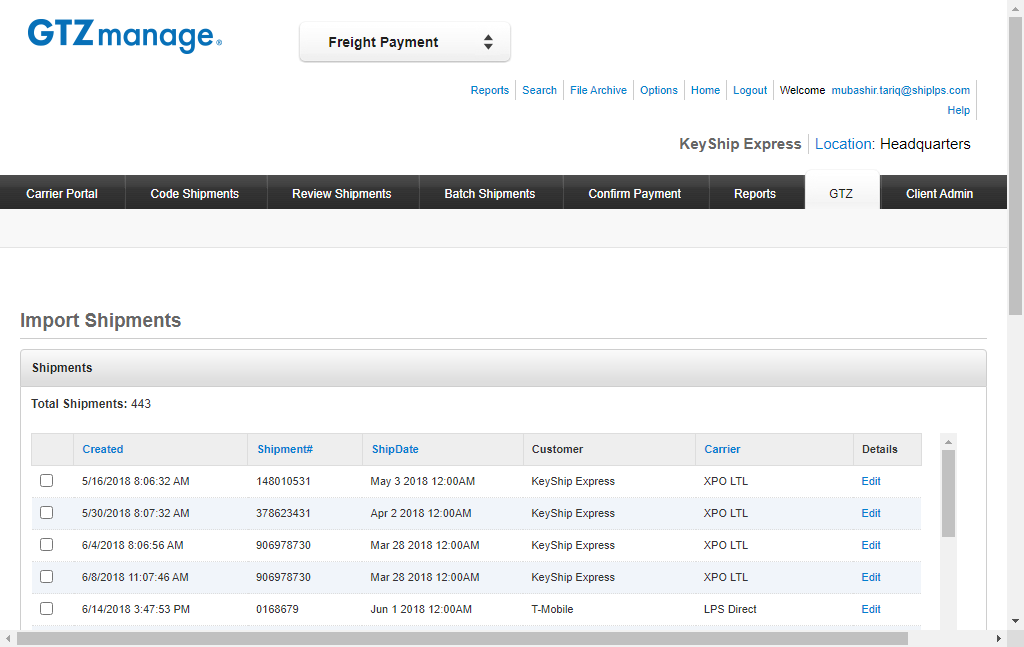 GTZmanage®
Freight Payment
Reports Search File Archive Options Home Logout Welcome mubashir.tariq@shiplps.com
Help
KeyShip Express Location: Headquarters
Carrier Portal Code Shipments Review Shipments Batch Shipments Confirm Payment Reports GTZ Client Admin
Import Shipments
Shipments
Total Shipments: 443
Created Shipment# ShipDate Customer Carrier Details
5/16/2018 8:06:32 AM 148010531 May 3 2018 12:00AM KeyShip Express XPO LTL Edit
5/30/2018 8:07:32 AM 378623431 Apr 2 2018 12:00AM KeyShip Express XPO LTL Edit
6/4/2018 8:06:56 AM 906978730 Mar 28 2018 12:00AM KeyShip Express XPO LTL Edit
6/8/2018 11:07:46 AM 906978730 Mar 28 2018 12:00AM KeyShip Express XPO LTL Edit
6/14/2018 3:47:53 PM 0168679 Jun 1 2018 12:00AM T-Mobile LPS Direct Edit